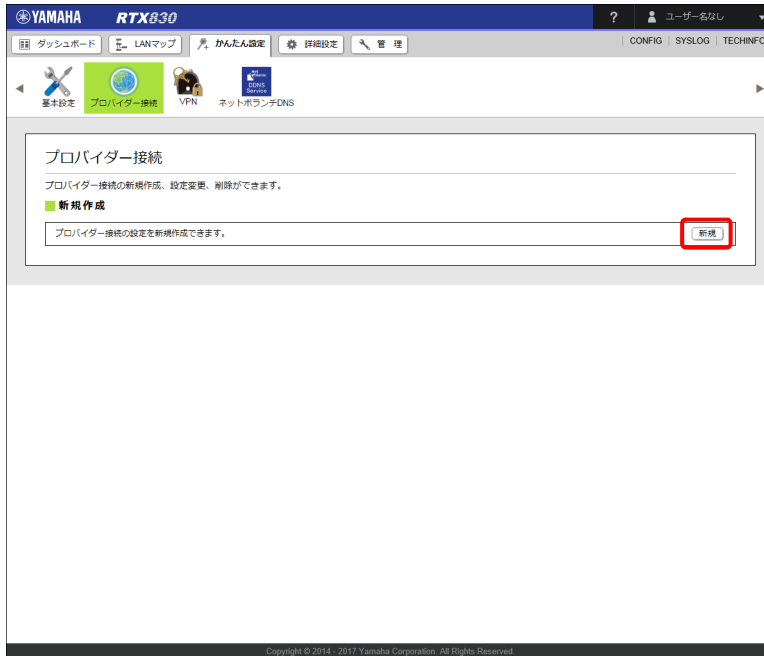 YAMAHA RTX830 ? ユーザー名なし
ダッシュボード LANマップ かんたん設定 詳細設定 管 理 CONFIG SYSLOG TECHINFO
Net Volante DDNS Service
基本設定 プロバイダー接続 VPN ネットボランチDNS
プロバイダー接続
プロバイダー接続の新規作成、設定変更、削除ができます。
新規作成
プロバイダー接続の設定を新規作成できます。 新規
Copyright © 2014 - 2017 Yamaha Corporation. All Rights Reserved.